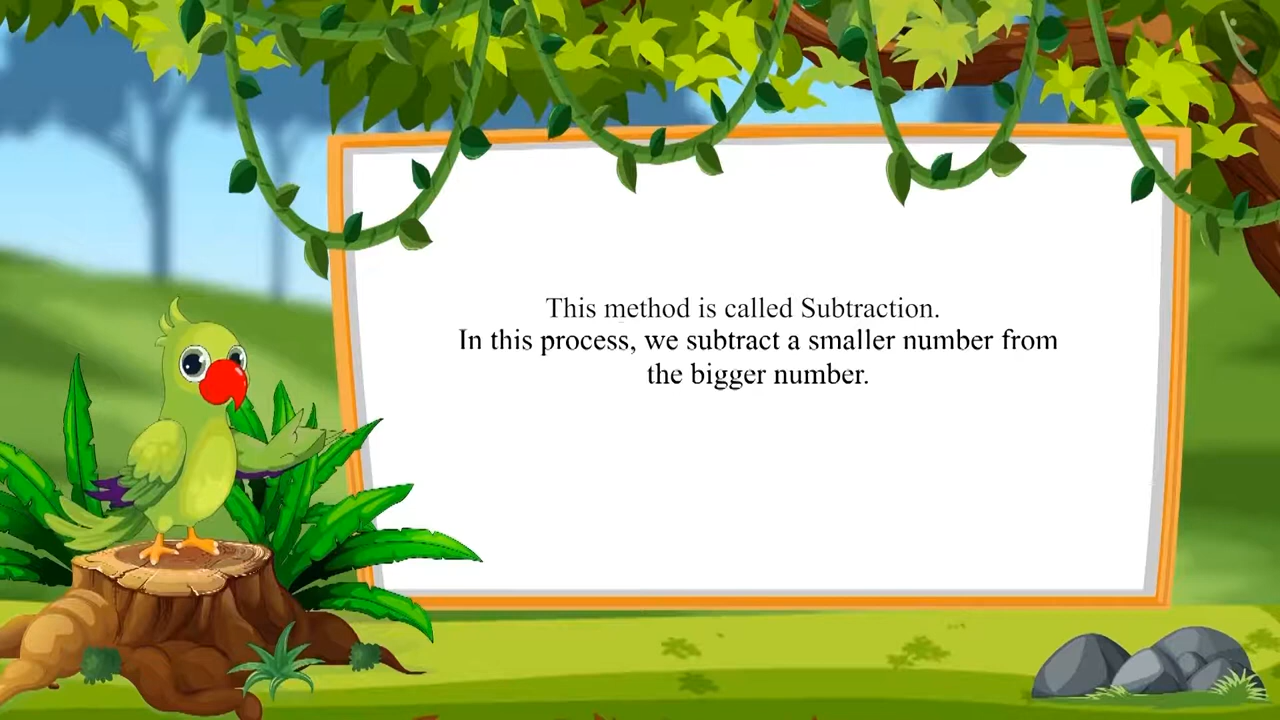 This method is called Subtraction.
In this process, we subtract a smaller number from
the bigger number.